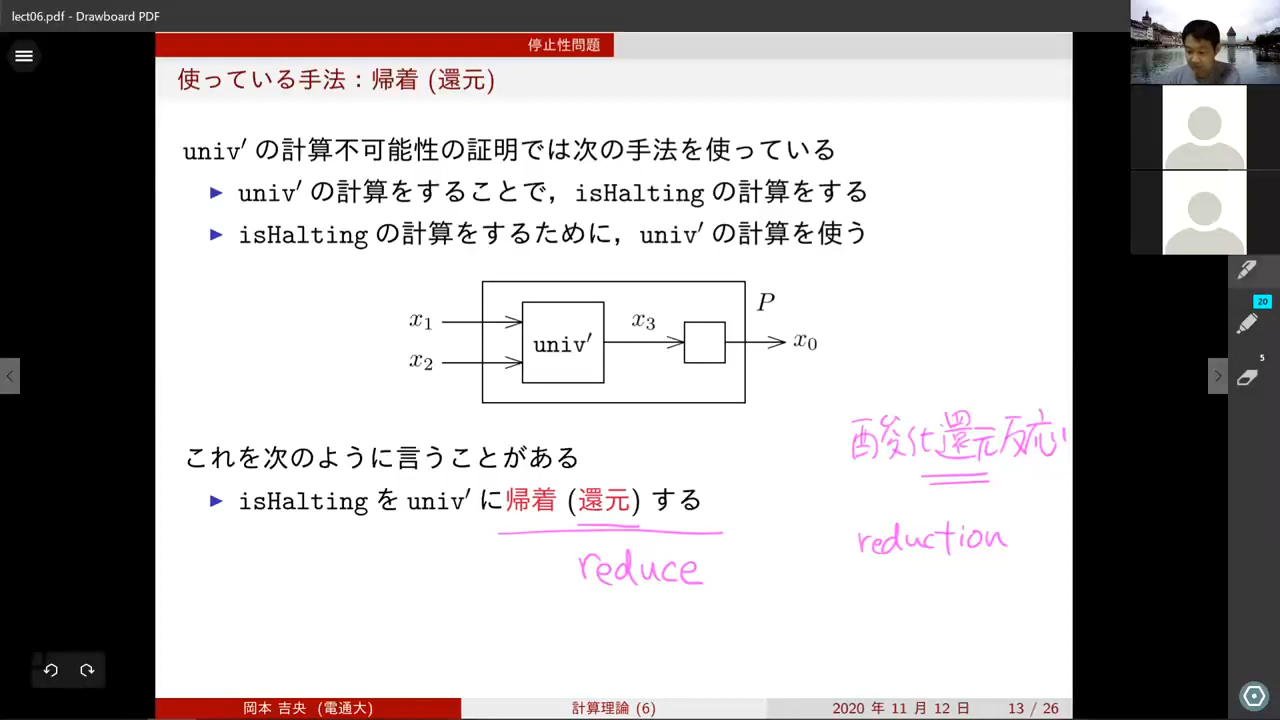 lect06.pdf - Drawboard PDF
停止性問題
使っている手法：帰着 (還元)
univ′ の計算不可能性の証明では次の手法を使っている
▶ univ′ の計算をすることで，isHalting の計算をする
▶ isHalting の計算をするために，univ′ の計算を使う
P
x1
x2
univ′
x3
x0
酸化還元反応
これを次のように言うことがある
▶ isHalting を univ′ に帰着 (還元) する
reduction
reduce
20
5
岡本 吉央 (電通大)
計算理論 (6)
2020 年 11 月 12 日
13 / 26